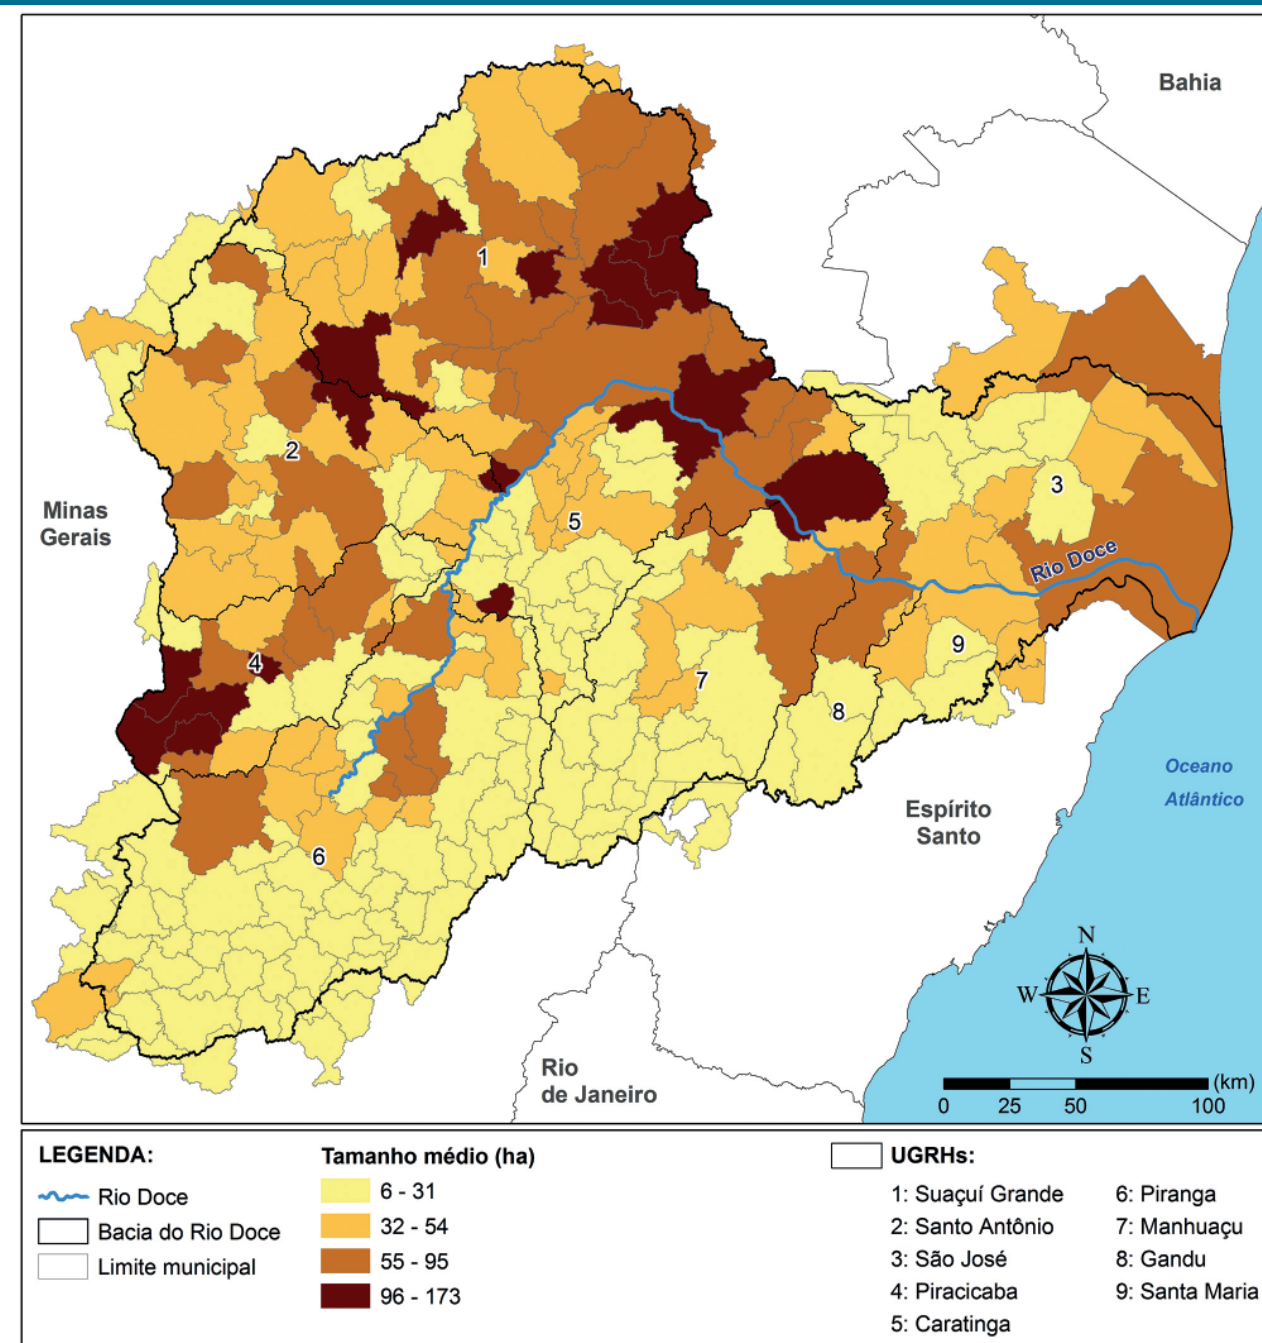 Bahia
1
2
3
Minas
Gerais
5
Rio Doce
4
9
7
8
Oceano
Atlântico
Espírito
Santo
6
N
W E
S
Rio
de Janeiro
(km)
0 25 50 100
LEGENDA:
Rio Doce
Bacia do Rio Doce
Limite municipal
Tamanho médio (ha)
6 - 31
32 - 54
55 - 95
96 - 173
UGRHs:
1: Suaçuí Grande
2: Santo Antônio
3: São José
4: Piracicaba
5: Caratinga
6: Piranga
7: Manhuaçu
8: Gandu
9: Santa Maria